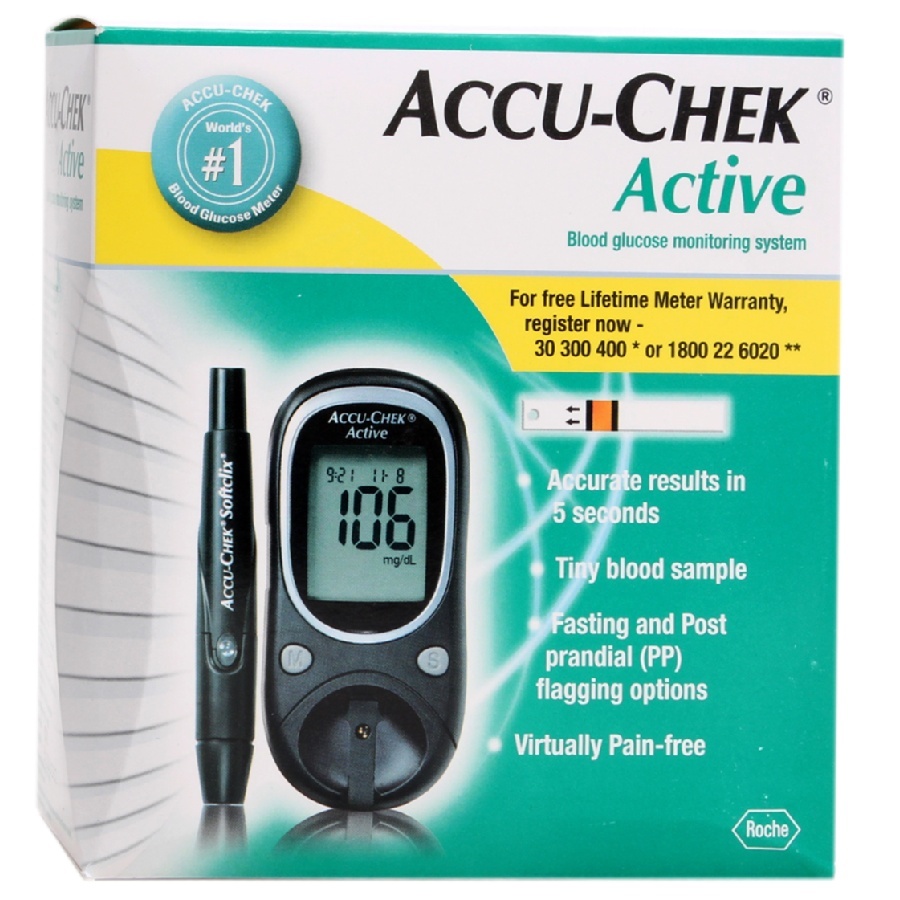 ACCU-CHEK
World's
#1
Blood Glucose Meter
ACCU-CHEK®
Active
Blood glucose monitoring system
For free Lifetime Meter Warranty,
register now -
30 300 400 * or 1800 22 6020 **
ACCU-CHEK® Softclix®
ACCU-CHEK®
Active
9:21 11-8
106
mg/dL
M
S
Accurate results in
5 seconds
Tiny blood sample
Fasting and Post
prandial (PP)
flagging options
Virtually Pain-free
Roche
CU-CHEK®
Active